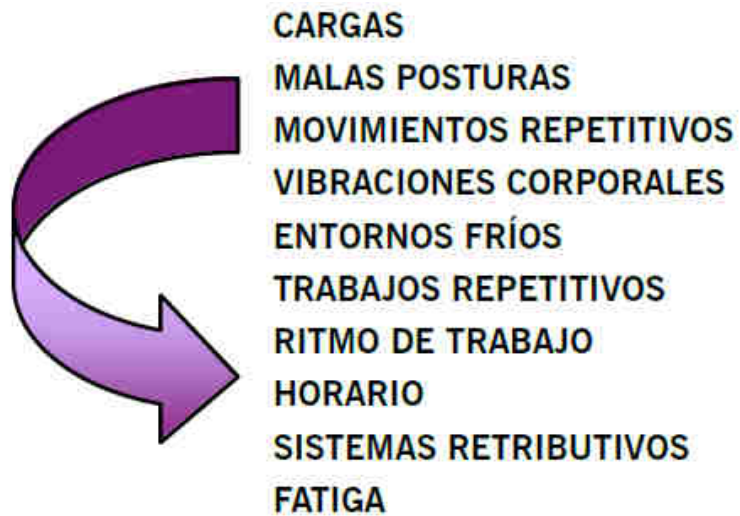 CARGAS
MALAS POSTURAS
MOVIMIENTOS REPETITIVOS
VIBRACIONES CORPORALES
ENTORNOS FRÍOS
TRABAJOS REPETITIVOS
RITMO DE TRABAJO
HORARIO
SISTEMAS RETRIBUTIVOS
FATIGA